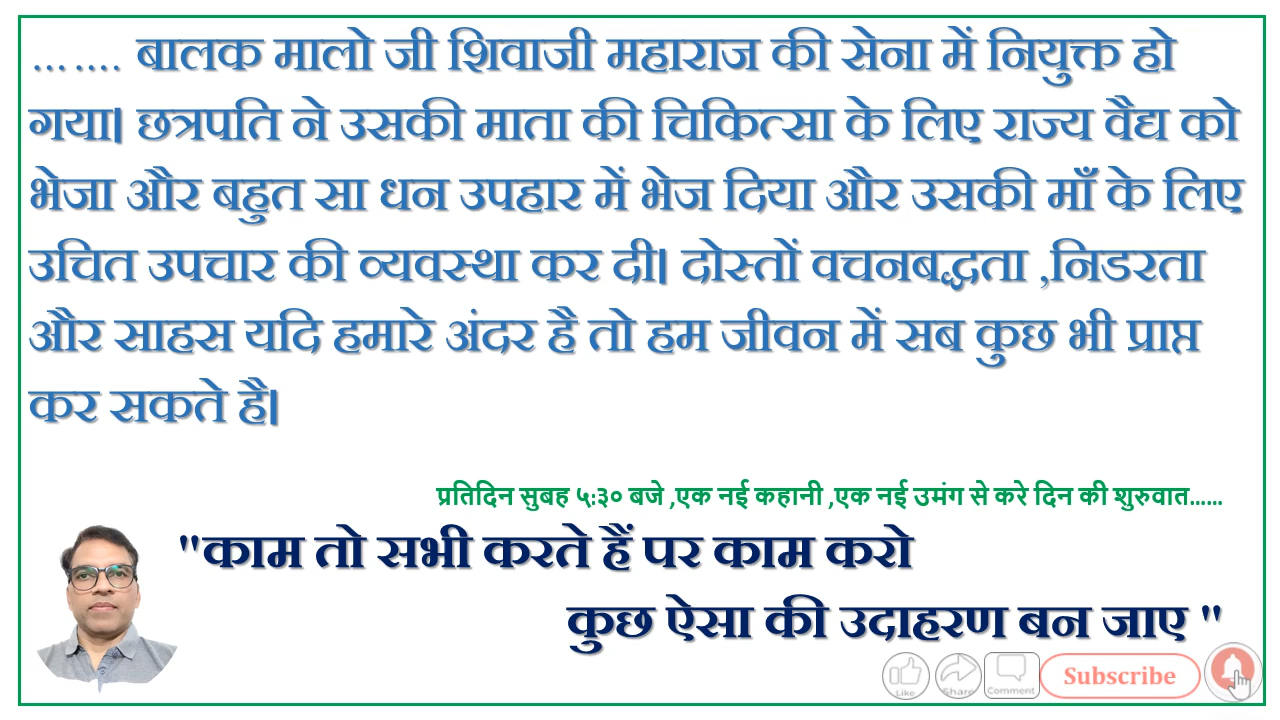 ....... बालक मालो जी शिवाजी महाराज की सेना में नियुक्त हो
गया। छत्रपति ने उसकी माता की चिकित्सा के लिए राज्य वैद्य को
भेजा और बहुत सा धन उपहार में भेज दिया और उसकी माँ के लिए
उचित उपचार की व्यवस्था कर दी। दोस्तों वचनबद्धता ,निडरता
और साहस यदि हमारे अंदर है तो हम जीवन में सब कुछ भी प्राप्त
कर सकते है।
प्रतिदिन सुबह ५:३० बजे ,एक नई कहानी ,एक नई उमंग से करे दिन की शुरुवात......
"काम तो सभी करते हैं पर काम करो
कुछ ऐसा की उदाहरण बन जाए "
Like Share Comment Subscribe